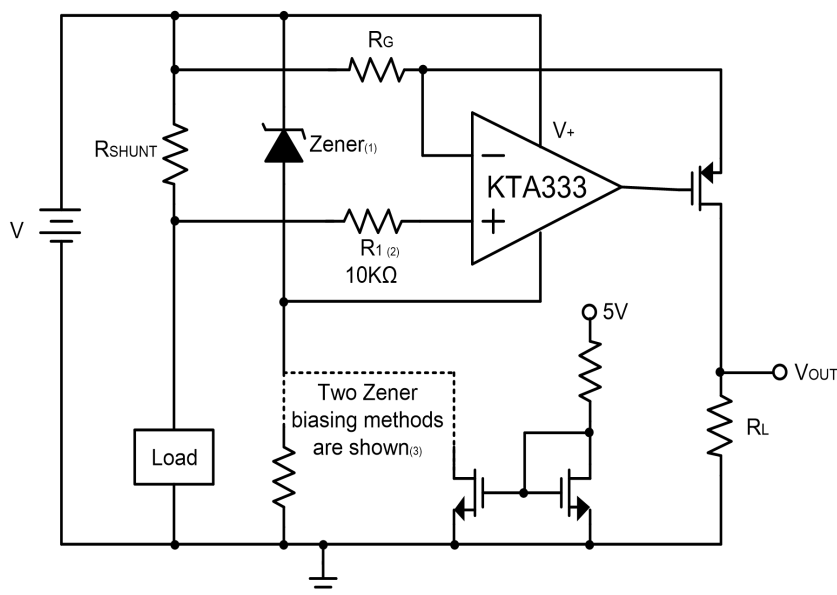 RG
V+
RSHUNT
Zener(1)
KTA333
−
+
V
R1 (2)
10KΩ
5V
VOUT
Two Zener
biasing methods
are shown(3)
RL
Load